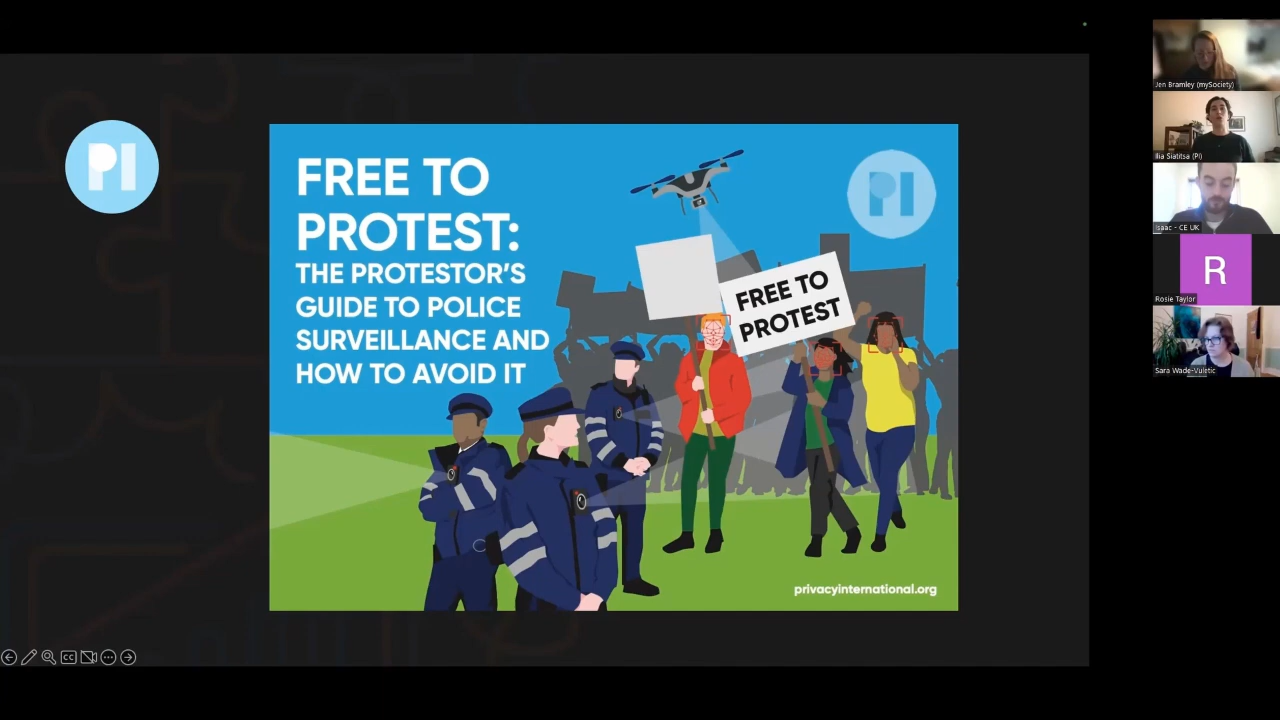 PI
FREE TO
PROTEST:
THE PROTESTOR'S
GUIDE TO POLICE
SURVEILLANCE AND
HOW TO AVOID IT
PI
FREE TO
PROTEST
privacyinternational.org
CC
Jen Bramley (mySociety)
Ilia Siatitsa (PI)
Isaac - CE UK
R
Rosie Taylor
Sara Wade-Vuletic